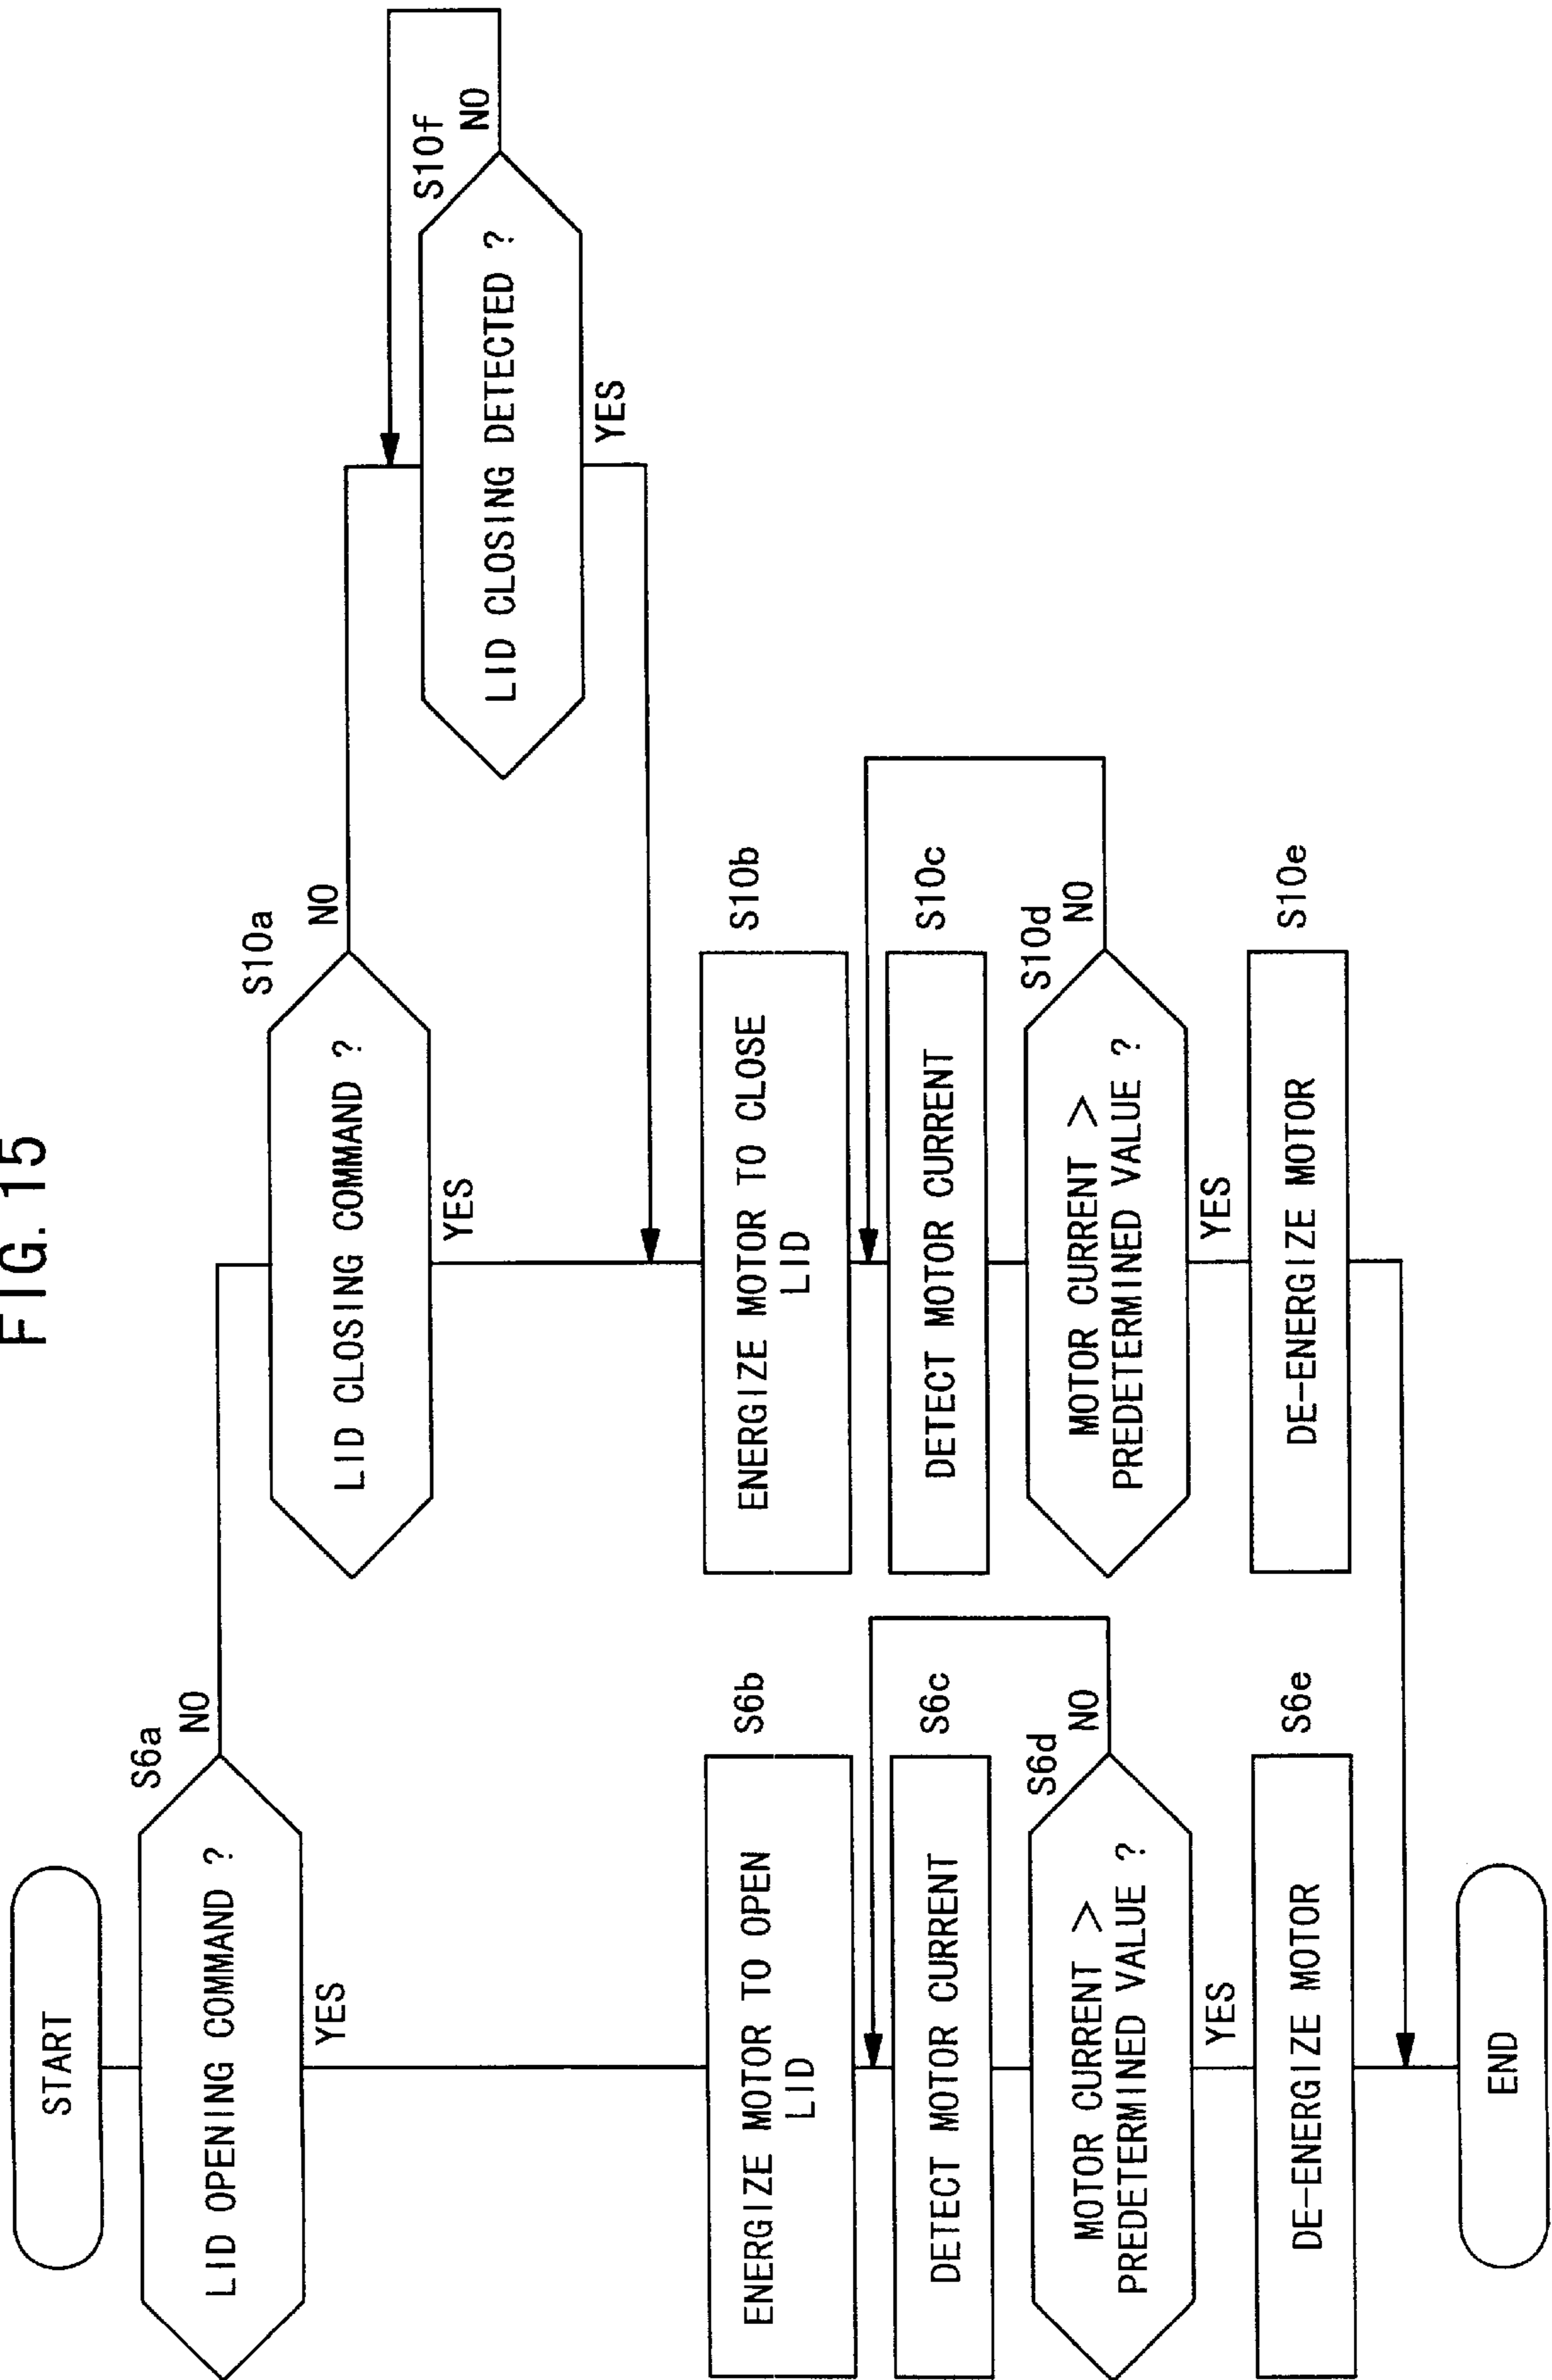 FIG. 15
START
S6a
LID OPENING COMMAND ?
NO
YES
S10a
LID CLOSING COMMAND ?
NO
YES
S10f
LID CLOSING DETECTED ?
NO
YES
S6b
ENERGIZE MOTOR TO OPEN
LID
S6c
DETECT MOTOR CURRENT
S6d
MOTOR CURRENT >
PREDETERMINED VALUE ?
NO
YES
S6e
DE-ENERGIZE MOTOR
S10b
ENERGIZE MOTOR TO CLOSE
LID
S10c
DETECT MOTOR CURRENT
S10d
MOTOR CURRENT >
PREDETERMINED VALUE ?
NO
YES
S10e
DE-ENERGIZE MOTOR
END